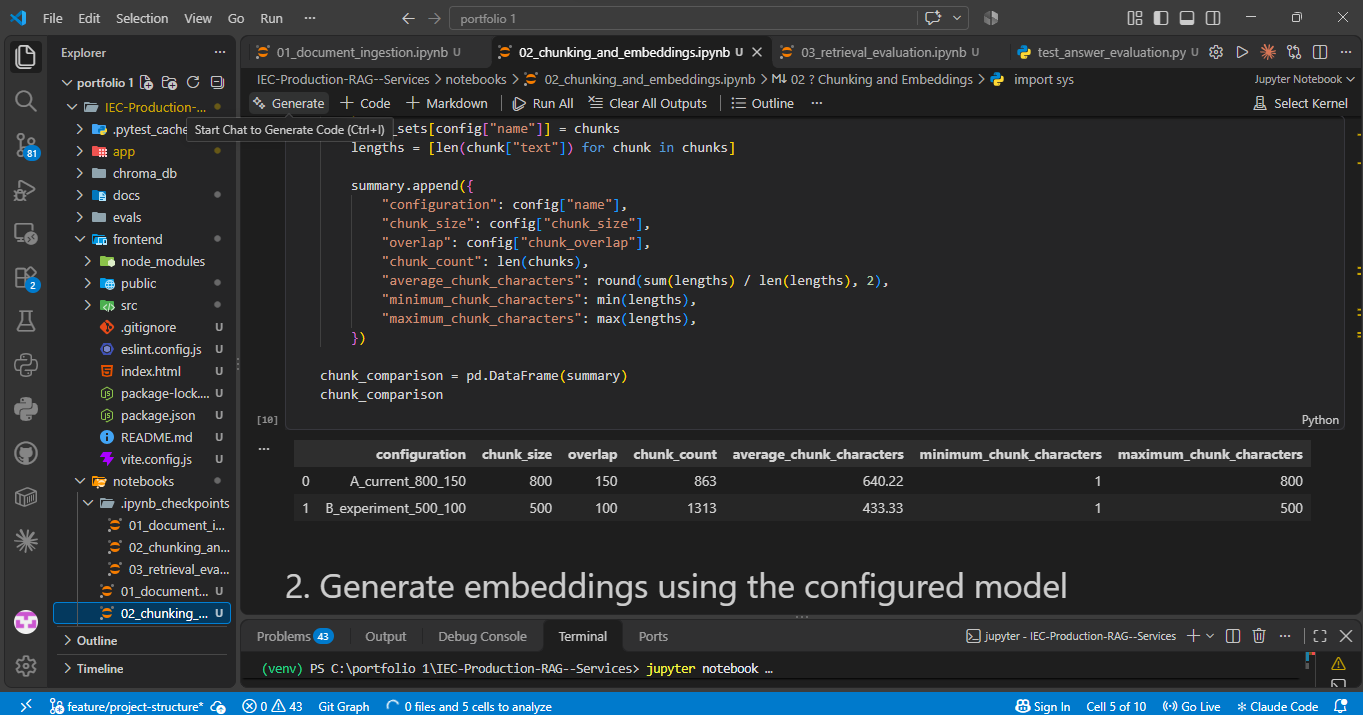 File Edit Selection View Go Run ··· portfolio 1
Explorer ···
01_document_ingestion.ipynb U 02_chunking_and_embeddings.ipynb U 03_retrieval_evaluation.ipynb U test_answer_evaluation.py U ···
portfolio 1
IEC-Production-RAG--Services > notebooks > 02_chunking_and_embeddings.ipynb > M↓ 02 ? Chunking and Embeddings > import sys
Jupyter Notebook
Generate + Code + Markdown Run All Clear All Outputs Outline ··· Select Kernel
Start Chat to Generate Code (Ctrl+I)
IEC-Production-...
.pytest_cache
app
chroma_db
docs
evals
frontend
node_modules
public
src
.gitignore U
eslint.config.js U
index.html U
package-lock.... U
package.json U
README.md U
vite.config.js U
notebooks
.ipynb_checkpoints
01_document_i...
02_chunking_an...
03_retrieval_eva...
01_document... U
02_chunking_... U
Outline
Timeline
81
2
_sets[config["name"]] = chunks
lengths = [len(chunk["text"]) for chunk in chunks]
summary.append({
"configuration": config["name"],
"chunk_size": config["chunk_size"],
"overlap": config["chunk_overlap"],
"chunk_count": len(chunks),
"average_chunk_characters": round(sum(lengths) / len(lengths), 2),
"minimum_chunk_characters": min(lengths),
"maximum_chunk_characters": max(lengths),
})
chunk_comparison = pd.DataFrame(summary)
chunk_comparison
[10] Python
···
configuration chunk_size overlap chunk_count average_chunk_characters minimum_chunk_characters maximum_chunk_characters
0 A_current_800_150 800 150 863 640.22 1 800
1 B_experiment_500_100 500 100 1313 433.33 1 500
2. Generate embeddings using the configured model
Problems 43 Output Debug Console Terminal Ports jupyter - IEC-Production-RAG--Services ···
(venv) PS C:\portfolio 1\IEC-Production-RAG--Services> jupyter notebook …
feature/project-structure* 0 43 Git Graph 0 files and 5 cells to analyze Sign In Cell 5 of 10 Go Live Claude Code